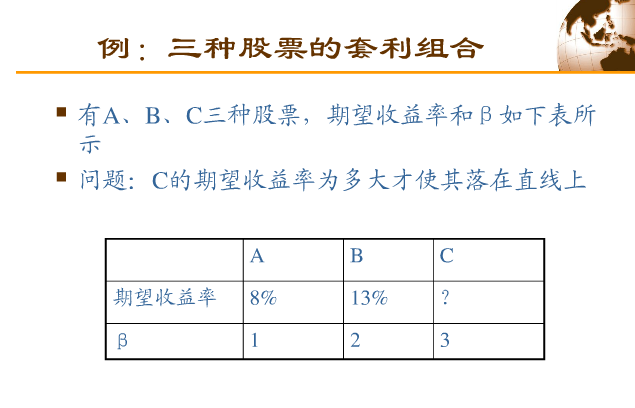 例：三种股票的套利组合
有A、B、C三种股票，期望收益率和β如下表所
示
问题：C的期望收益率为多大才使其落在直线上
A B C
期望收益率 8% 13% ？
β 1 2 3